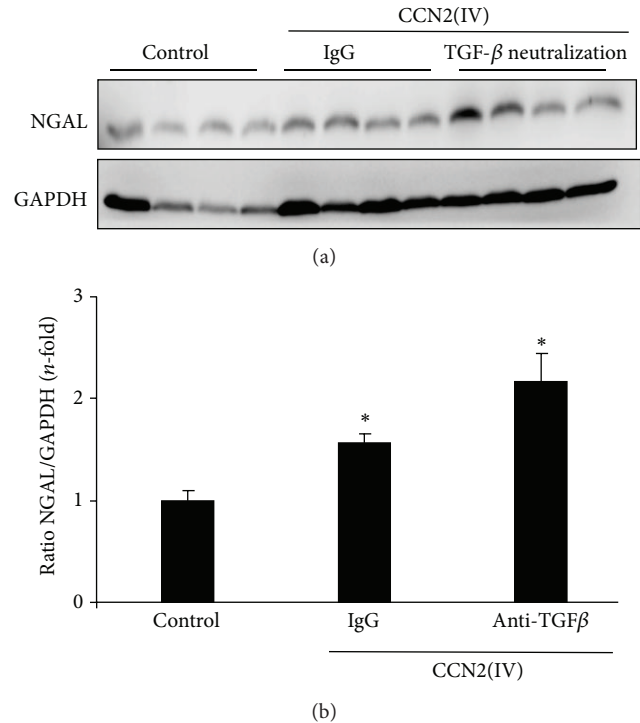 CCN2(IV)
Control IgG TGF-β neutralization
NGAL
GAPDH
(a)
Ratio NGAL/GAPDH (n-fold)
3
2
1
0
*
*
Control IgG Anti-TGFβ
CCN2(IV)
(b)